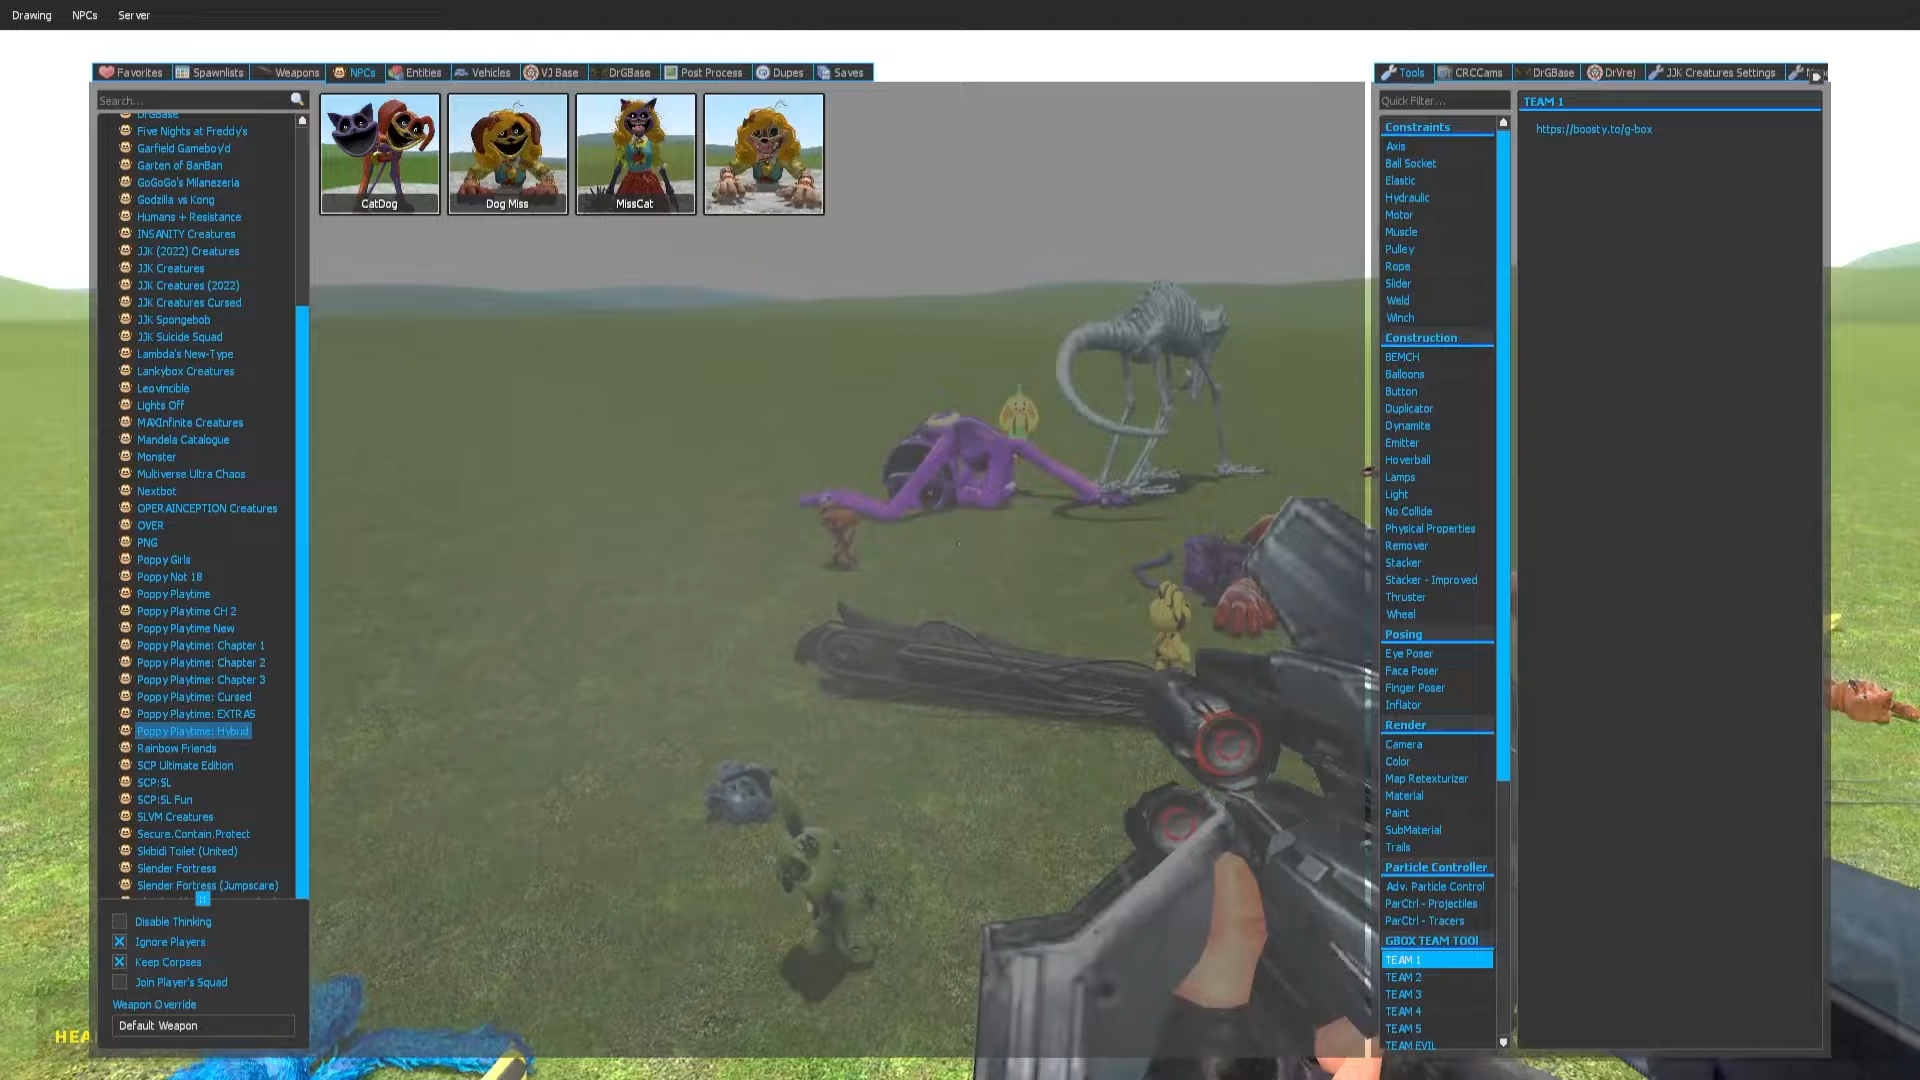 Drawing NPCs Server
Favorites Spawnlists Weapons NPCs Entities Vehicles VJ Base DrGBase Post Process Dupes Saves
Search...
DrGBase
Five Nights at Freddy's
Garfield Gameboy'd
Garten of BanBan
GoGoGo's Milanezeria
Godzilla vs Kong
Humans + Resistance
INSANITY Creatures
JJK (2022) Creatures
JJK Creatures
JJK Creatures (2022)
JJK Creatures Cursed
JJK Spongebob
JJK Suicide Squad
Lambda's New-Type
Lankybox Creatures
Leovincible
Lights Off
MAXInfinite Creatures
Mandela Catalogue
Monster
Multiverse Ultra Chaos
Nextbot
OPERAINCEPTION Creatures
OVER
PNG
Poppy Girls
Poppy Not 18
Poppy Playtime
Poppy Playtime CH 2
Poppy Playtime New
Poppy Playtime: Chapter 1
Poppy Playtime: Chapter 2
Poppy Playtime: Chapter 3
Poppy Playtime: Cursed
Poppy Playtime: EXTRAS
Poppy Playtime: Hybrid
Rainbow Friends
SCP Ultimate Edition
SCP:SL
SCP:SL Fun
SLVM Creatures
Secure.Contain.Protect
Skibidi Toilet (United)
Slender Fortress
Slender Fortress (Jumpscare)
Disable Thinking
Ignore Players
Keep Corpses
Join Player's Squad
Weapon Override
Default Weapon
HEA
CatDog
Dog Miss
MissCat
Tools CRCCams DrGBase DrVrej JJK Creatures Settings
Quick Filter...
Constraints
Axis
Ball Socket
Elastic
Hydraulic
Motor
Muscle
Pulley
Rope
Slider
Weld
Winch
Construction
BEMCH
Balloons
Button
Duplicator
Dynamite
Emitter
Hoverball
Lamps
Light
No Collide
Physical Properties
Remover
Stacker
Stacker - Improved
Thruster
Wheel
Posing
Eye Poser
Face Poser
Finger Poser
Inflator
Render
Camera
Color
Map Retexturizer
Material
Paint
SubMaterial
Trails
Particle Controller
Adv. Particle Control
ParCtrl - Projectiles
ParCtrl - Tracers
GBOX TEAM TOOl
TEAM 1
TEAM 2
TEAM 3
TEAM 4
TEAM 5
TEAM EVIL
TEAM 1
https://boosty.to/g-box